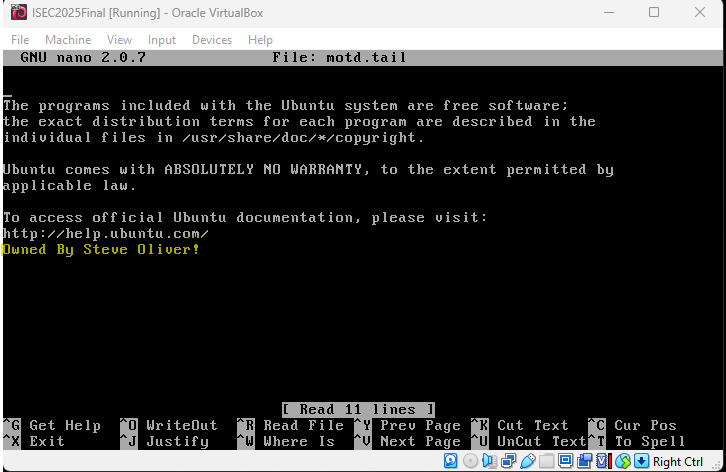 ISEC2025Final [Running] - Oracle VirtualBox
File Machine View Input Devices Help
GNU nano 2.0.7 File: motd.tail
The programs included with the Ubuntu system are free software;
the exact distribution terms for each program are described in the
individual files in /usr/share/doc/*/copyright.
Ubuntu comes with ABSOLUTELY NO WARRANTY, to the extent permitted by
applicable law.
To access official Ubuntu documentation, please visit:
http://help.ubuntu.com/
Owned By Steve Oliver!
[ Read 11 lines ]
^G Get Help ^O WriteOut ^R Read File ^Y Prev Page ^K Cut Text ^C Cur Pos
^X Exit ^J Justify ^W Where Is ^V Next Page ^U UnCut Text ^T To Spell
Right Ctrl